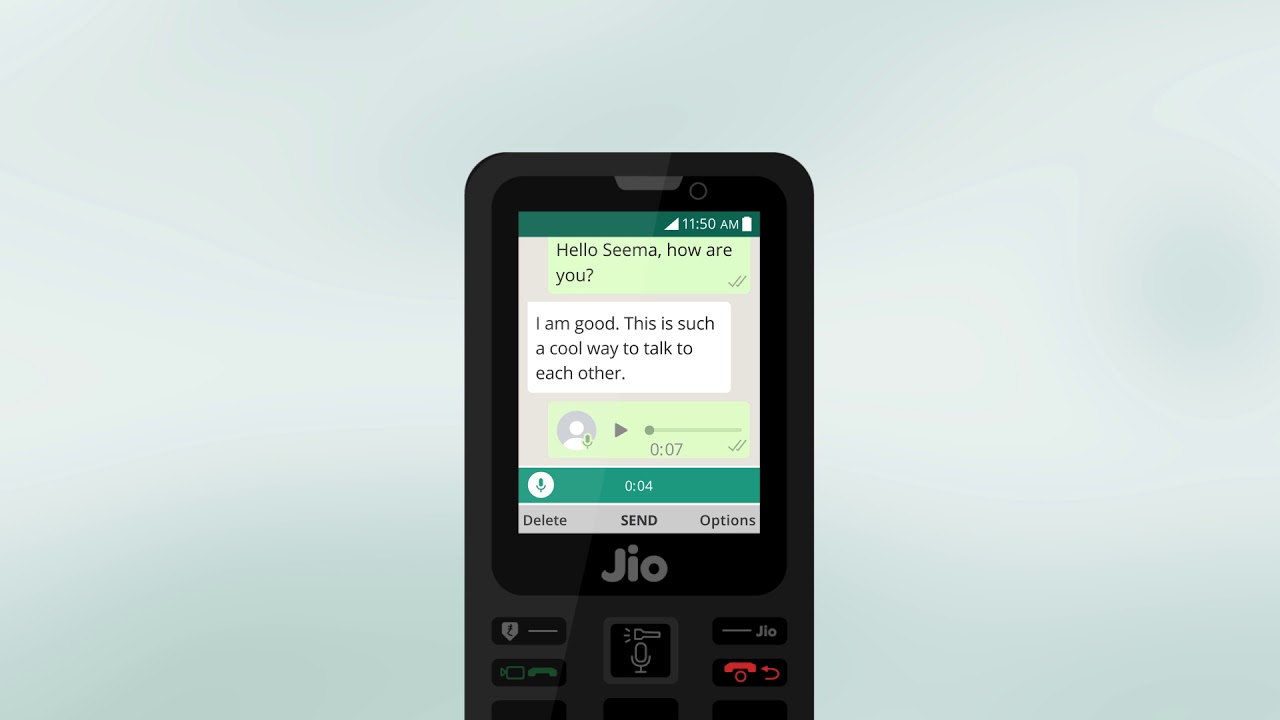 11:50 AM
Hello Seema, how are
you?
I am good. This is such
a cool way to talk to
each other.
0:07
0:04
Delete SEND Options
Jio
Jio